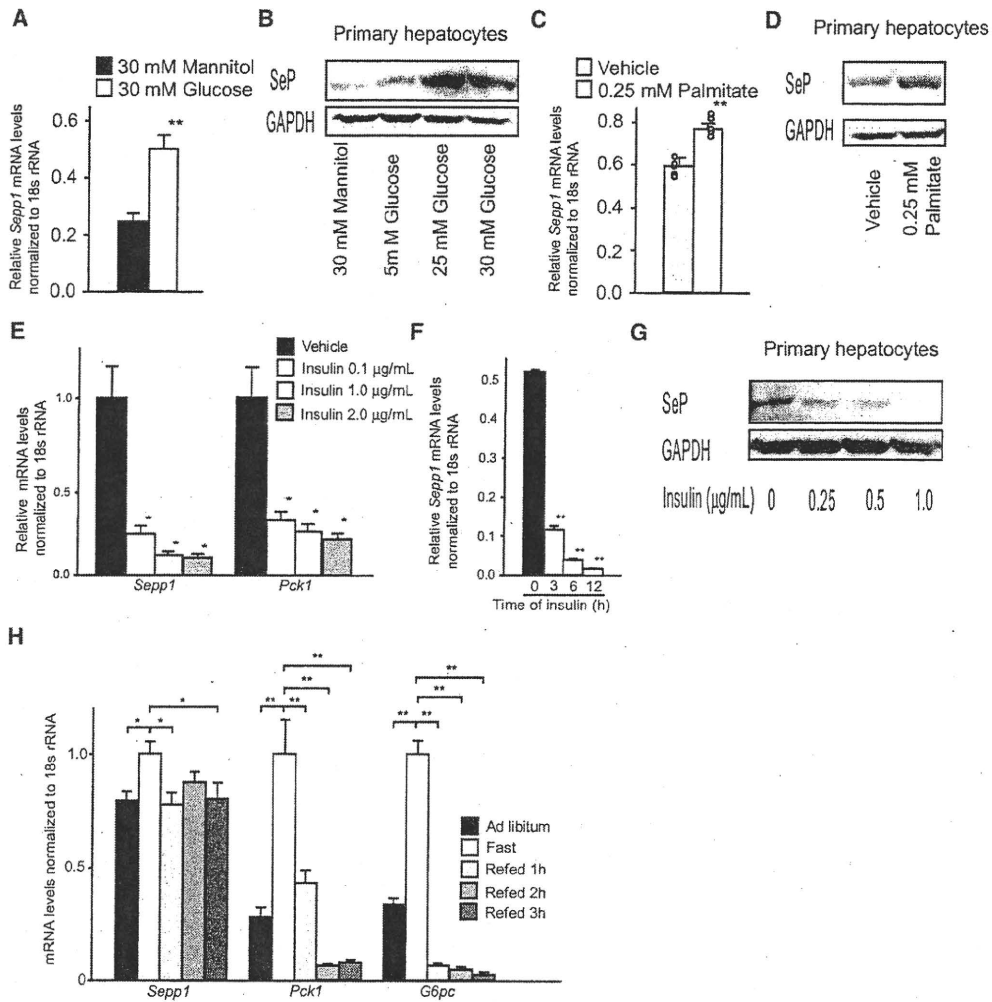 A
30 mM Mannitol
30 mM Glucose
Relative Sepp1 mRNA levels
normalized to 18s rRNA
0.6
0.4
0.2
0.0
**
B
Primary hepatocytes
SeP
GAPDH
30 mM Mannitol
5m M Glucose
25 mM Glucose
30 mM Glucose
C
Vehicle
0.25 mM Palmitate
Relative Sepp1 mRNA levels
normalized to 18s rRNA
0.8
0.6
0.4
0.2
0
**
D
Primary hepatocytes
SeP
GAPDH
Vehicle
0.25 mM
Palmitate
E
Vehicle
Insulin 0.1 µg/mL
Insulin 1.0 µg/mL
Insulin 2.0 µg/mL
Relative mRNA levels
normalized to 18s rRNA
1.0
0.5
0.0
* * *
* * *
Sepp1
Pck1
F
Relative Sepp1 mRNA levels
normalized to 18s rRNA
0.5
0.4
0.3
0.2
0.1
0.0
** ** **
0 3 6 12
Time of insulin (h)
G
Primary hepatocytes
SeP
GAPDH
Insulin (µg/mL) 0 0.25 0.5 1.0
H
mRNA levels normalized to 18s rRNA
1.0
0.5
0
*
* *
**
**
** **
**
**
** **
Ad libitum
Fast
Refed 1h
Refed 2h
Refed 3h
Sepp1
Pck1
G6pc